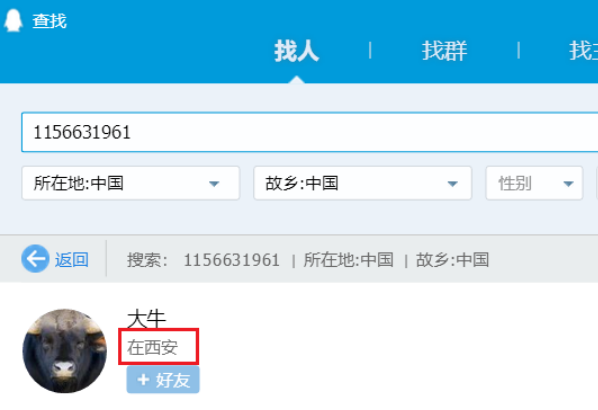 查找
找人 | 找群 |
1156631961
所在地:中国 故乡:中国 性别
返回 搜索: 1156631961 | 所在地:中国 | 故乡:中国
大牛
在西安
+ 好友